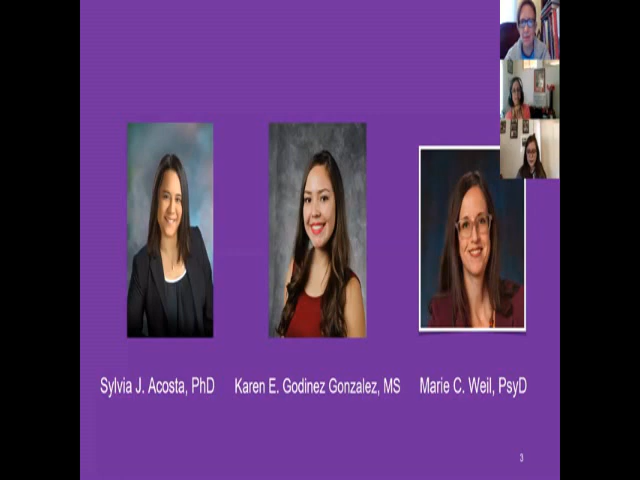 Sylvia J. Acosta, PhD
Karen E. Godinez Gonzalez, MS
Marie C. Weil, PsyD
3